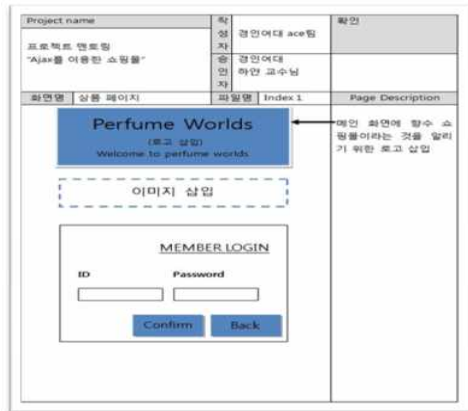 Project name
프로젝트 멘토링
"Ajax를 이용한 쇼핑몰"
작성자
경인여대 ace팀
승인자
경인여대
하연 교수님
확인
화면명
상품 페이지
파일명
Index 1
Page Description
Perfume Worlds
(로고 삽입)
Welcome to perfume worlds
메인 화면에 향수 쇼
핑몰이라는 것을 알리
기 위한 로고 삽입
이미지 삽입
MEMBER LOGIN
ID
Password
Confirm
Back